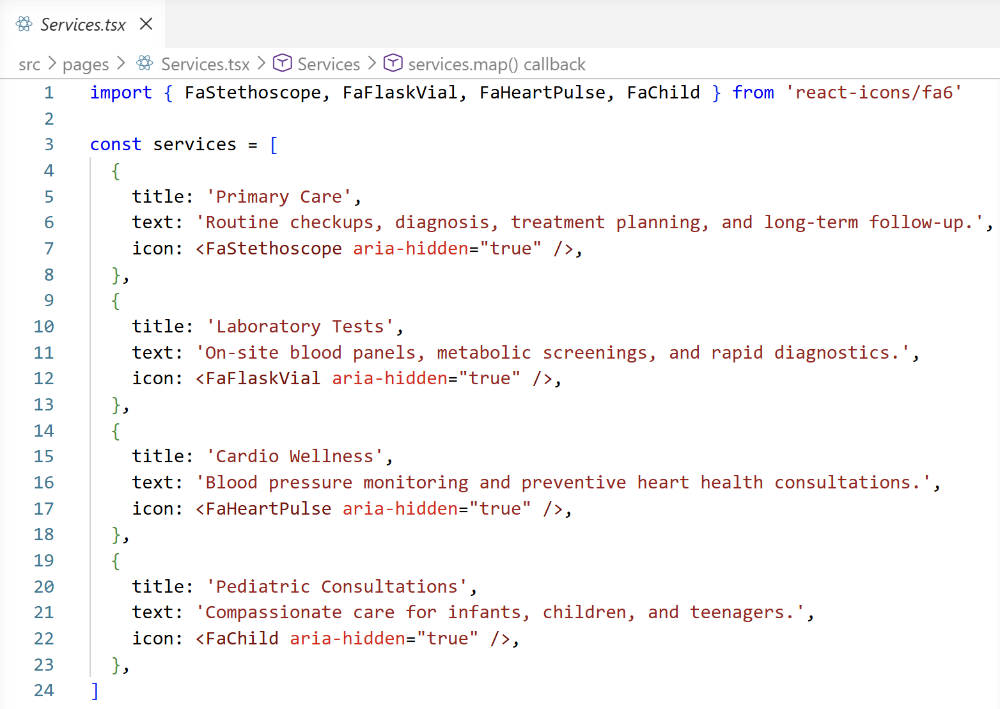 Services.tsx
src pages Services.tsx Services services.map() callback
1 import { FaStethoscope, FaFlaskVial, FaHeartPulse, FaChild } from 'react-icons/fa6'
2
3 const services = [
4   {
5     title: 'Primary Care',
6     text: 'Routine checkups, diagnosis, treatment planning, and long-term follow-up.',
7     icon: <FaStethoscope aria-hidden="true" />,
8   },
9   {
10     title: 'Laboratory Tests',
11     text: 'On-site blood panels, metabolic screenings, and rapid diagnostics.',
12     icon: <FaFlaskVial aria-hidden="true" />,
13   },
14   {
15     title: 'Cardio Wellness',
16     text: 'Blood pressure monitoring and preventive heart health consultations.',
17     icon: <FaHeartPulse aria-hidden="true" />,
18   },
19   {
20     title: 'Pediatric Consultations',
21     text: 'Compassionate care for infants, children, and teenagers.',
22     icon: <FaChild aria-hidden="true" />,
23   },
24 ]